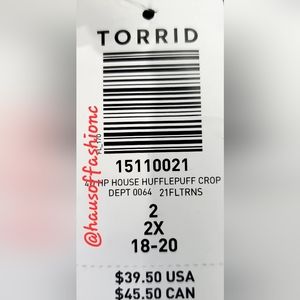 TORRID
15110021
HP HOUSE HUFFLEPUFF CROP
DEPT 0064 21FLTRNS
2
2X
18-20
$39.50 USA
$45.50 CAN
@hausoffashionc